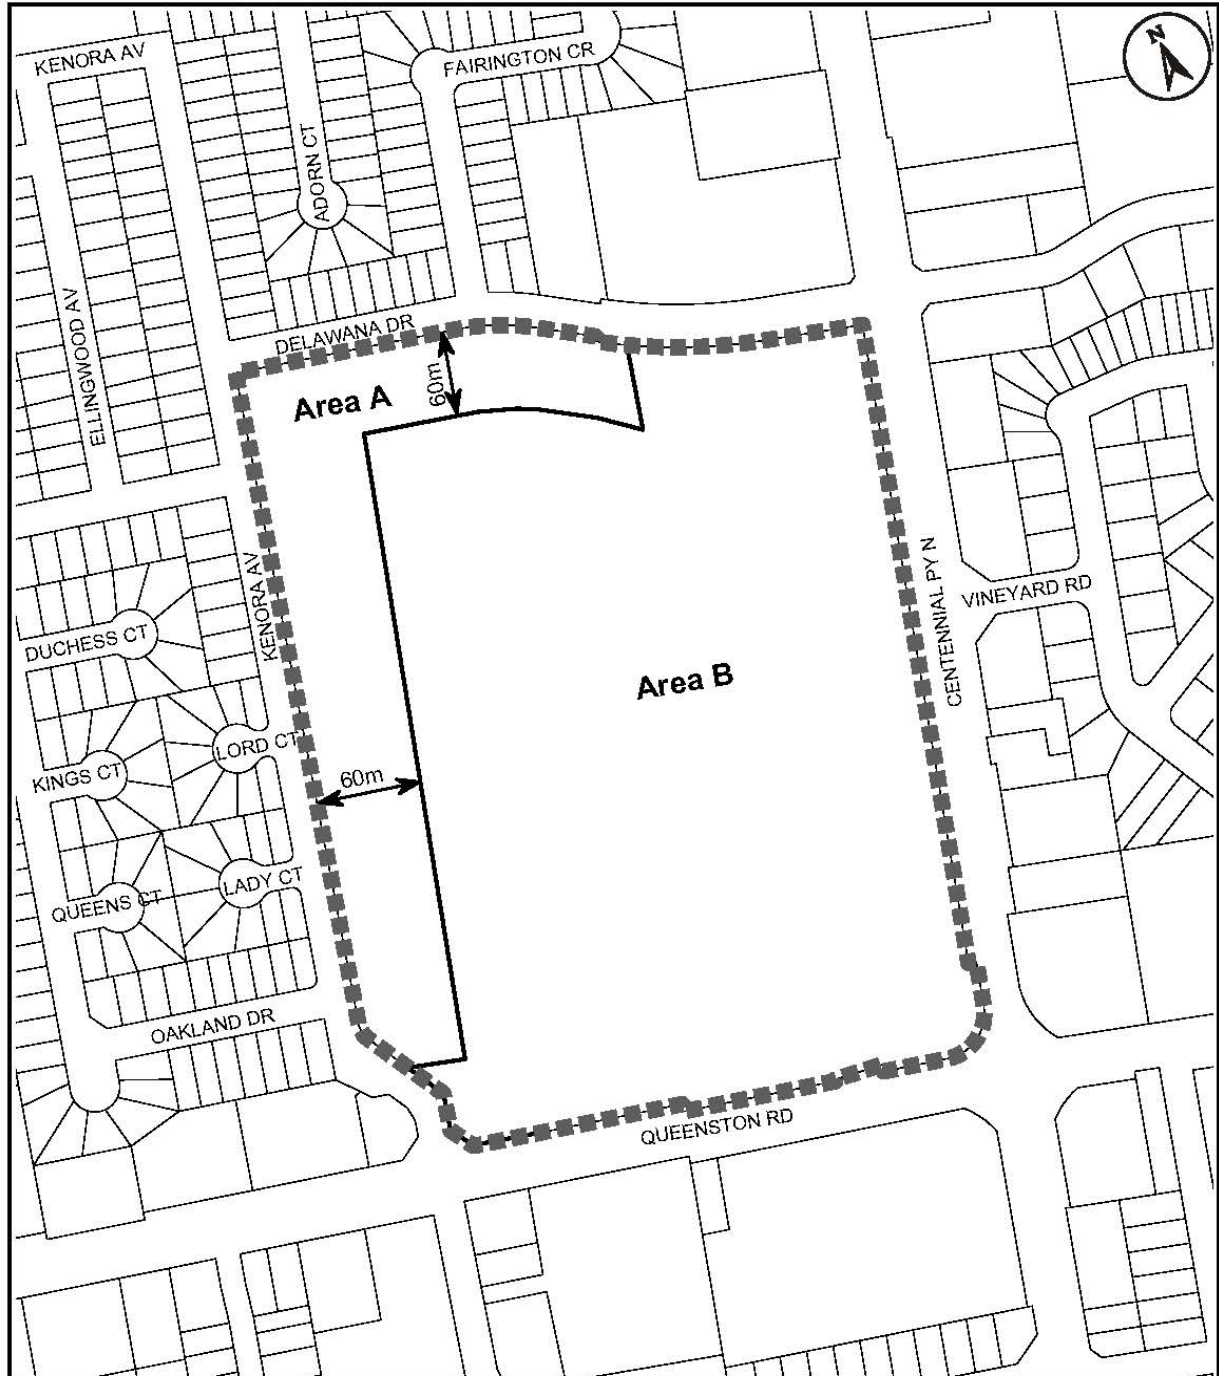 KENORA AV
FAIRINGTON CR
N
ADORN CT
ELLINGWOOD AV
DELAWANA DR
Area A
60m
KENORA AV
CENTENNIAL PY N
VINEYARD RD
DUCHESS CT
Area B
LORD CT
KINGS CT
60m
LADY CT
QUEENS CT
OAKLAND DR
QUEENSTON RD